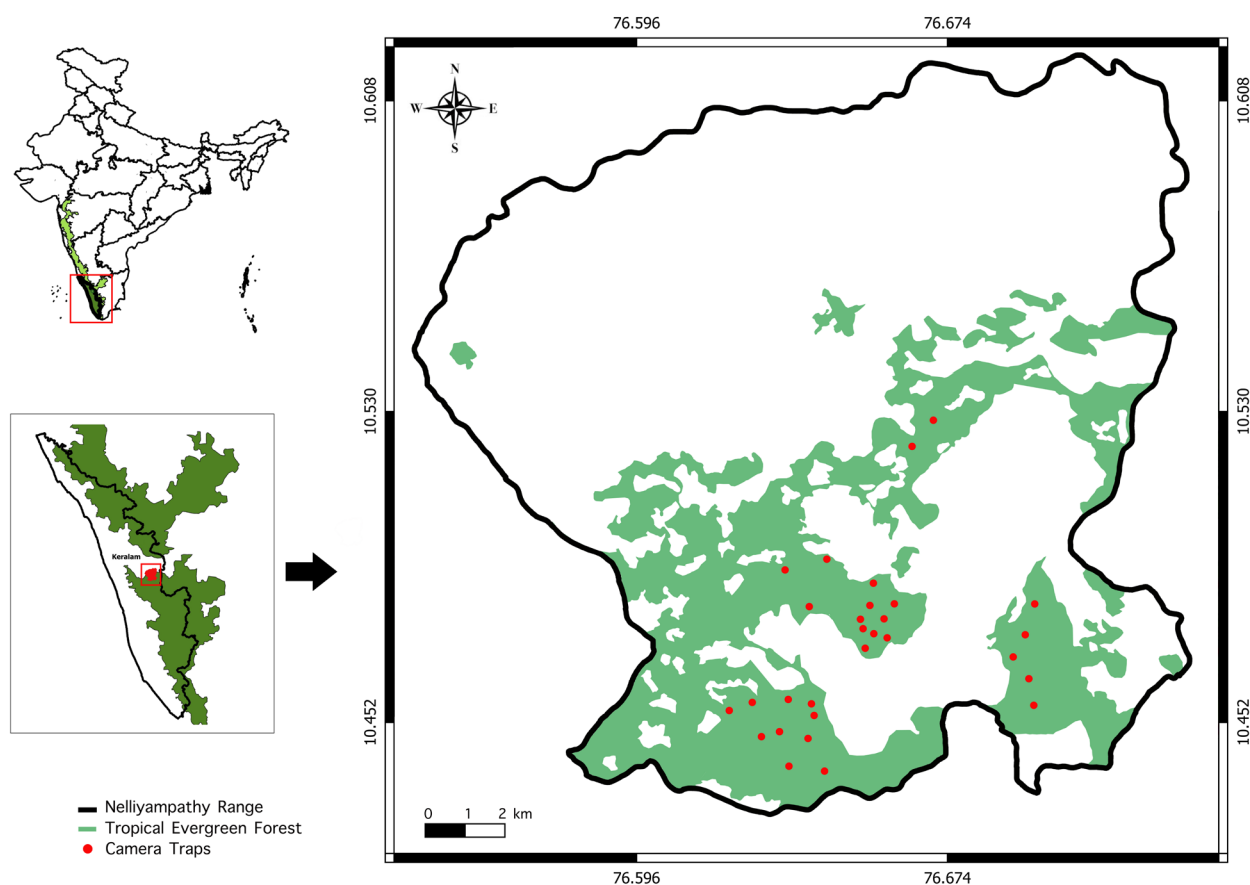 76.596 76.674
N
W E
S
10.608 10.608
10.530 10.530
Keralam
10.452 10.452
Nelliyampathy Range
Tropical Evergreen Forest
Camera Traps
0 1 2 km
76.596 76.674